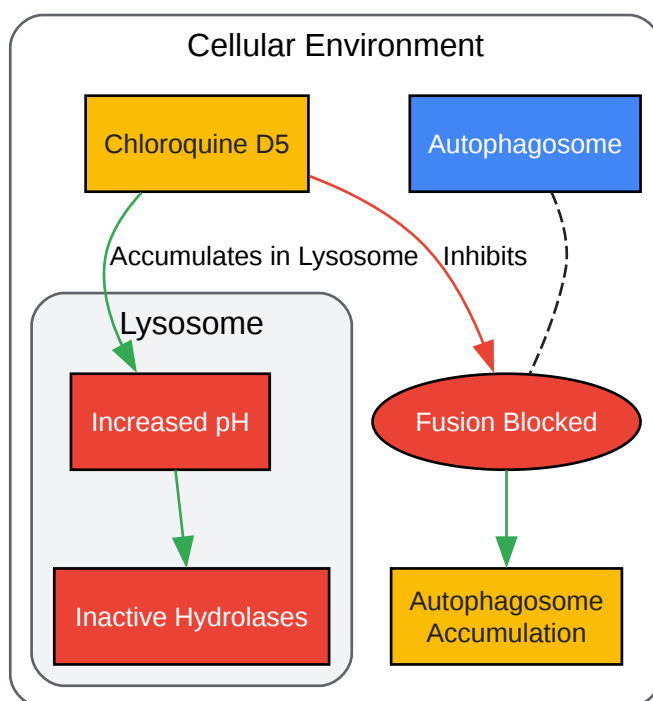 Cellular Environment
Chloroquine D5
Autophagosome
Accumulates in Lysosome
Inhibits
Lysosome
Increased pH
Fusion Blocked
Inactive Hydrolases
Autophagosome
Accumulation